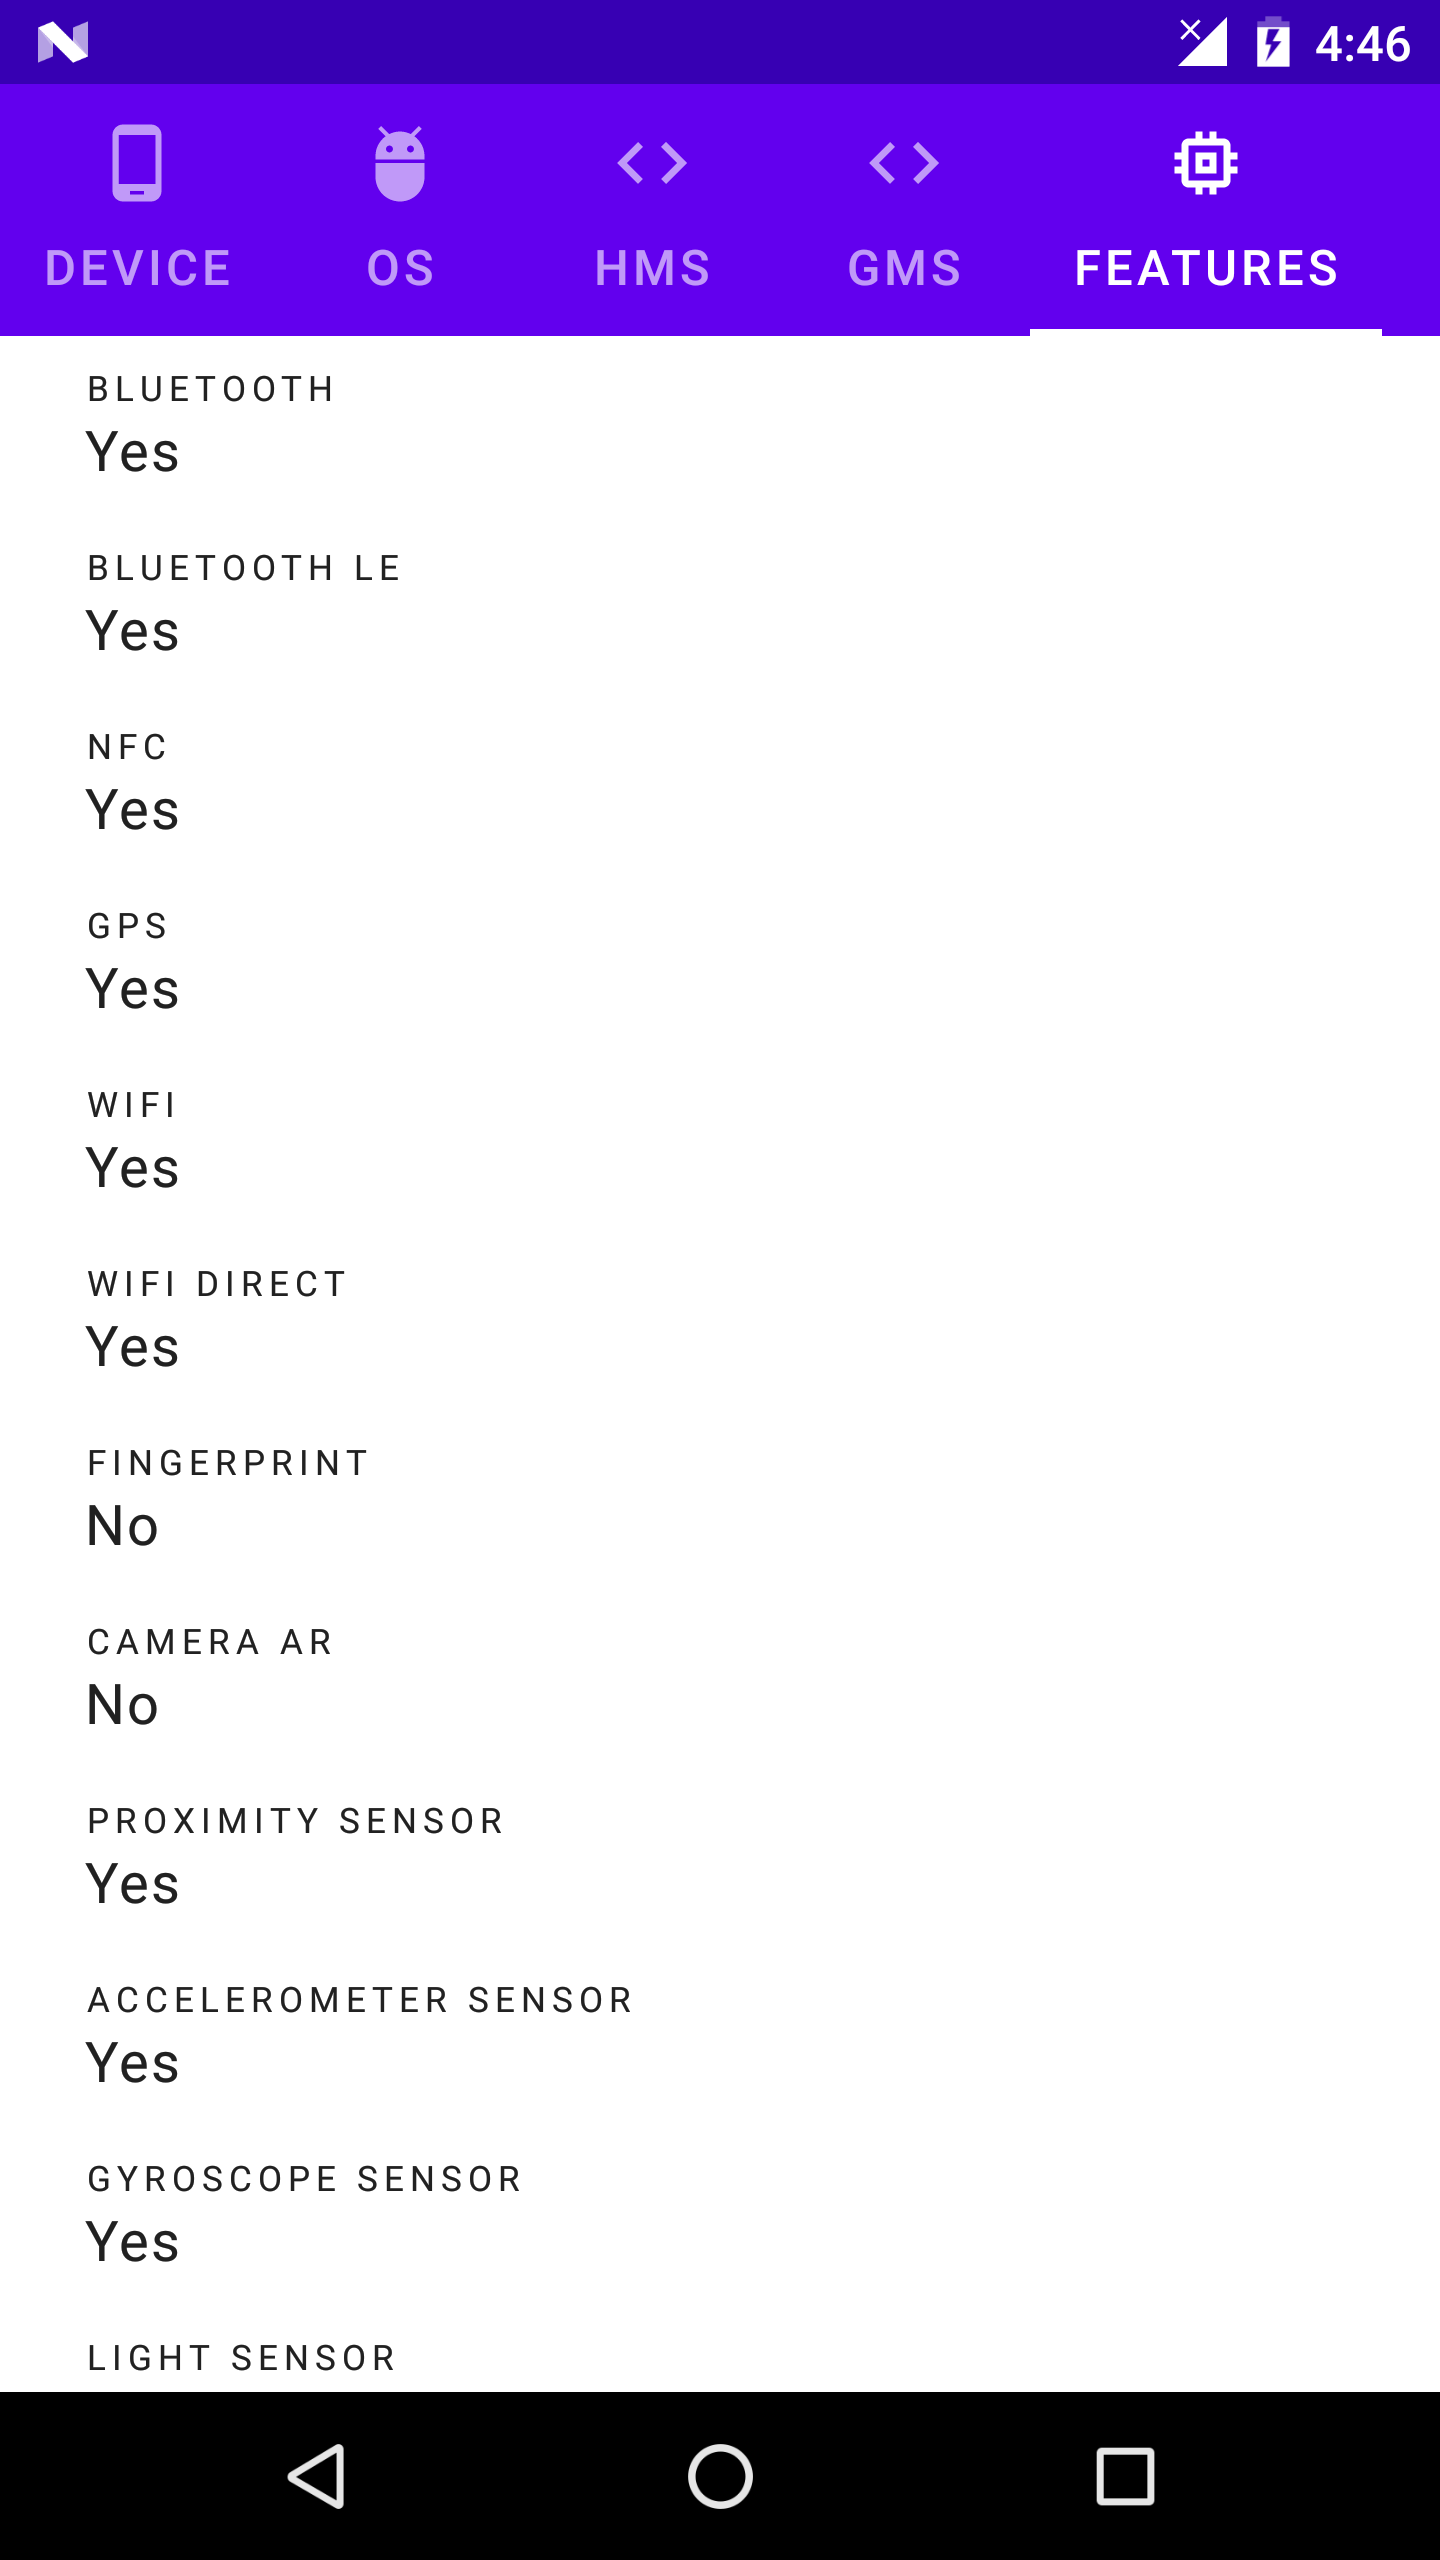 4:46
DEVICE OS HMS GMS FEATURES
BLUETOOTH
Yes
BLUETOOTH LE
Yes
NFC
Yes
GPS
Yes
WIFI
Yes
WIFI DIRECT
Yes
FINGERPRINT
No
CAMERA AR
No
PROXIMITY SENSOR
Yes
ACCELEROMETER SENSOR
Yes
GYROSCOPE SENSOR
Yes
LIGHT SENSOR